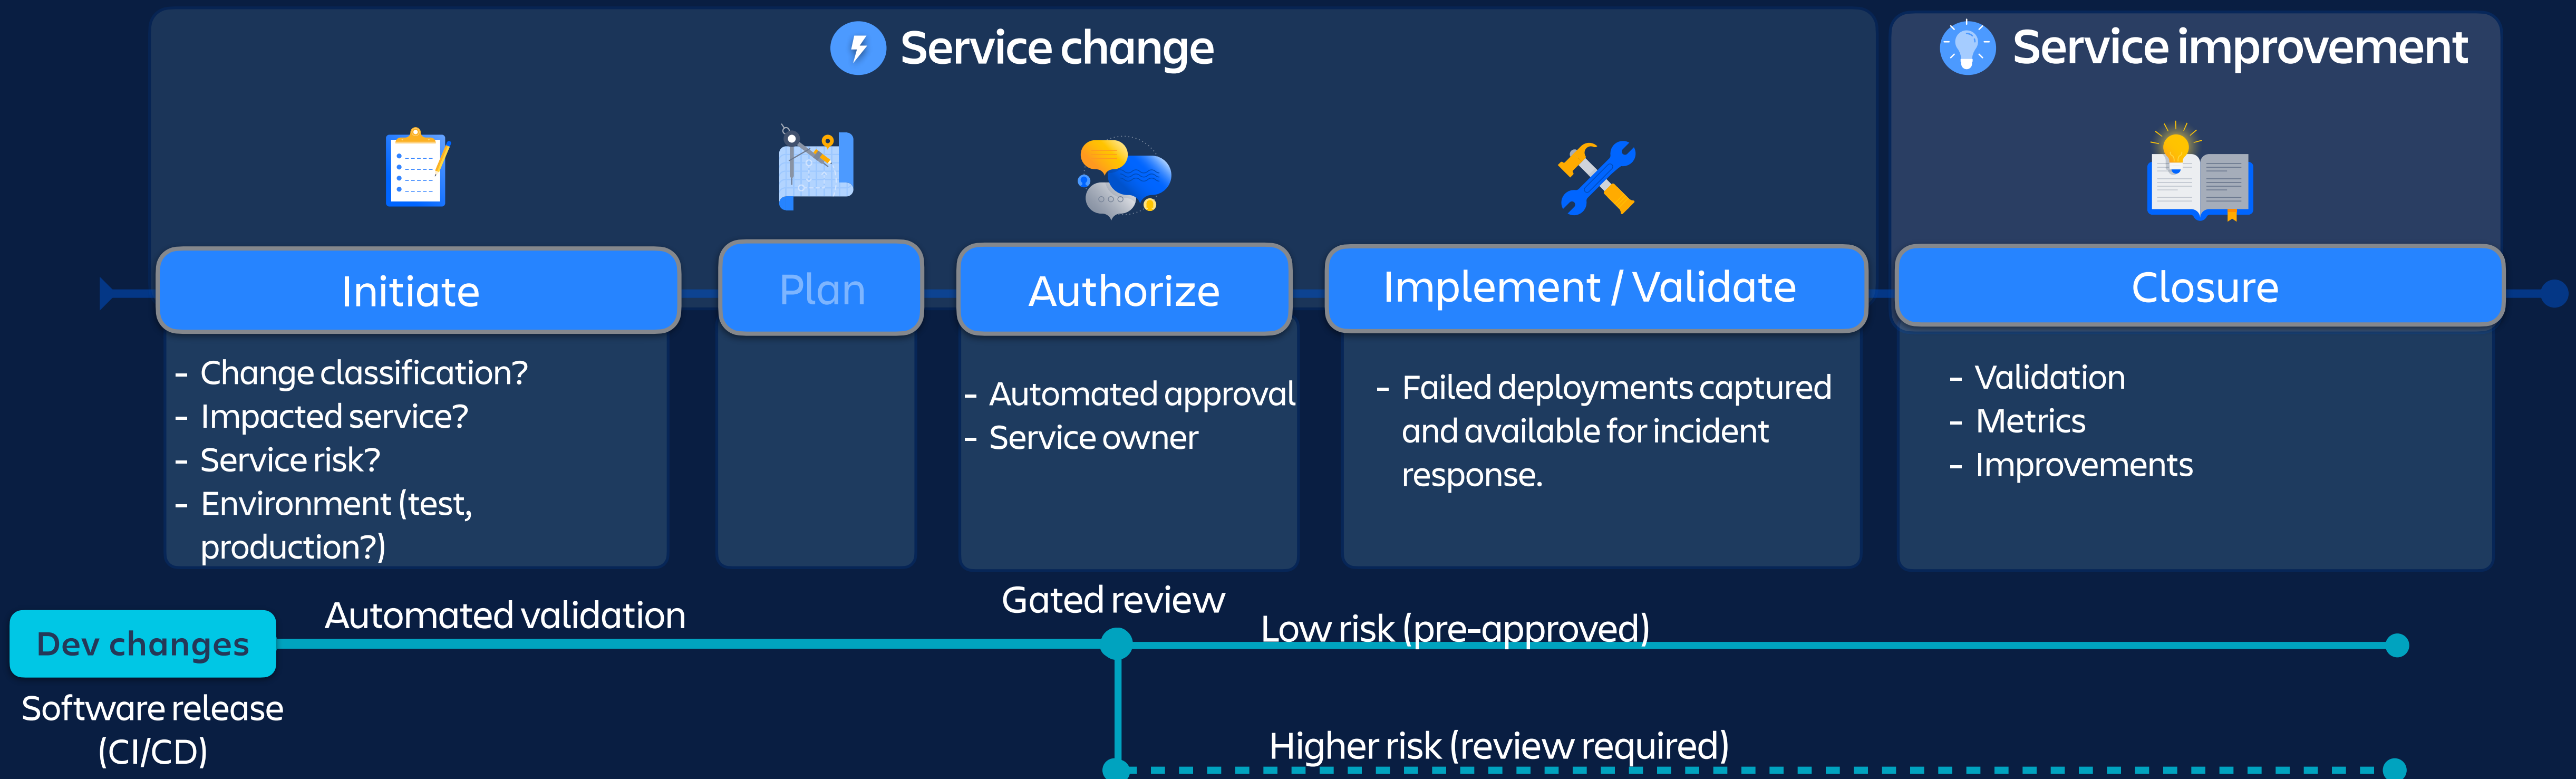 Service change
Service improvement
Initiate
Plan
Authorize
Implement / Validate
Closure
- Change classification?
- Impacted service?
- Service risk?
- Environment (test,
production?)
- Automated approval
- Service owner
- Failed deployments captured
and available for incident
response.
- Validation
- Metrics
- Improvements
Dev changes
Automated validation
Gated review
Low risk (pre-approved)
Software release
(CI/CD)
Higher risk (review required)